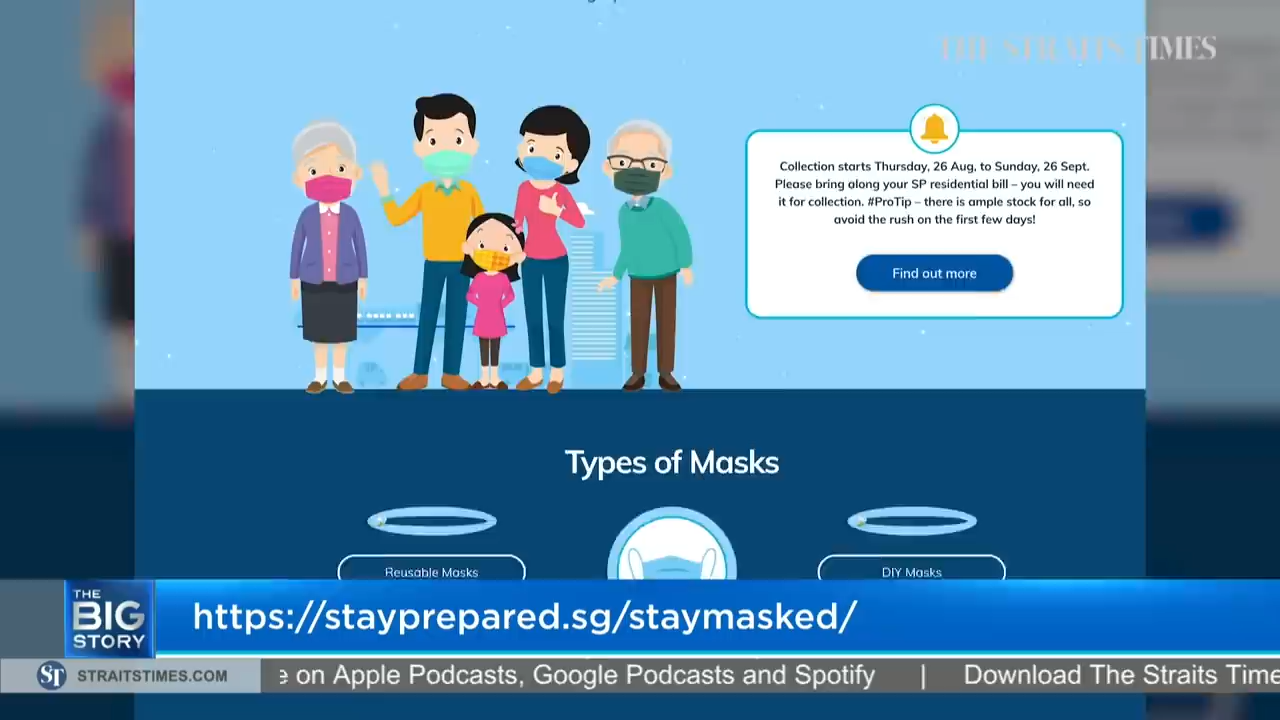 THE STRAITS TIMES
Collection starts Thursday, 26 Aug, to Sunday, 26 Sept.
Please bring along your SP residential bill – you will need
it for collection. #ProTip – there is ample stock for all, so
avoid the rush on the first few days!
Find out more
Types of Masks
Reusable Masks
DIY Masks
THE
BIG
STORY
https://stayprepared.sg/staymasked/
ST STRAITSTIMES.COM
e on Apple Podcasts, Google Podcasts and Spotify | Download The Straits Time